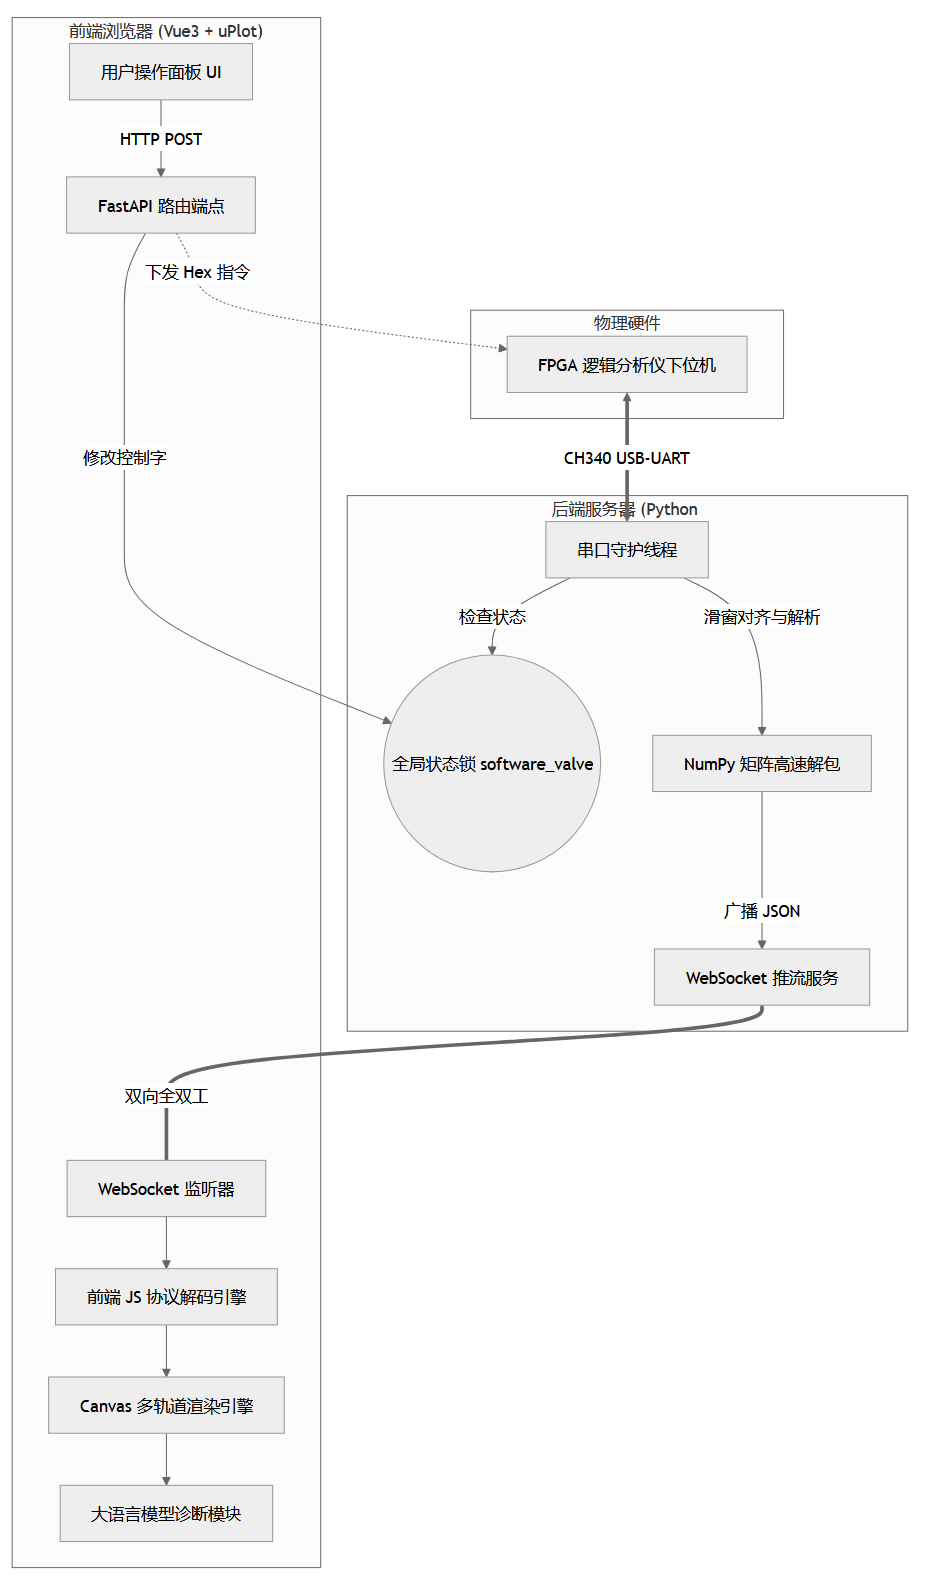 前端浏览器 (Vue3 + uPlot)
用户操作面板 UI
HTTP POST
FastAPI 路由端点
下发 Hex 指令
物理硬件
FPGA 逻辑分析仪下位机
修改控制字
CH340 USB-UART
后端服务器 (Python
串口守护线程
检查状态
滑窗对齐与解析
全局状态锁 software_valve
NumPy 矩阵高速解包
广播 JSON
WebSocket 推流服务
双向全双工
WebSocket 监听器
前端 JS 协议解码引擎
Canvas 多轨道渲染引擎
大语言模型诊断模块